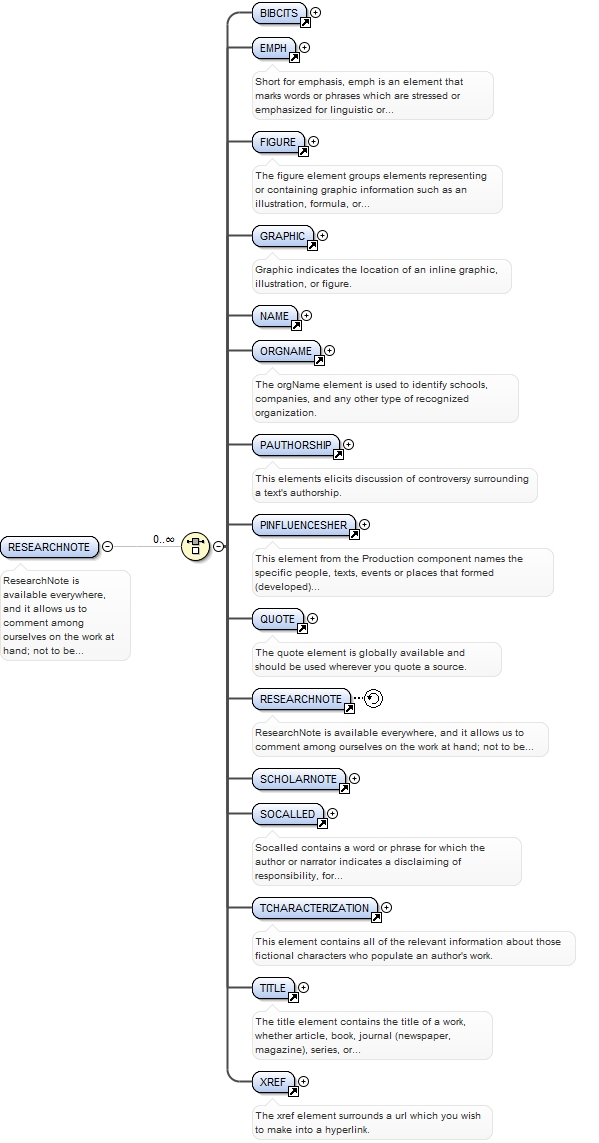 BIBCITS
EMPH
Short for emphasis, emph is an element that
marks words or phrases which are stressed or
emphasized for linguistic or...
FIGURE
The figure element groups elements representing
or containing graphic information such as an
illustration, formula, or...
GRAPHIC
Graphic indicates the location of an inline graphic,
illustration, or figure.
NAME
ORGNAME
The orgName element is used to identify schools,
companies, and any other type of recognized
organization.
PAUTHORSHIP
This elements elicits discussion of controversy surrounding
a text's authorship.
PINFLUENCESHER
This element from the Production component names the
specific people, texts, events or places that formed
(developed)...
RESEARCHNOTE
0..∞
ResearchNote is
available everywhere,
and it allows us to
comment among
ourselves on the work at
hand; not to be...
QUOTE
The quote element is globally available and
should be used wherever you quote a source.
RESEARCHNOTE
ResearchNote is available everywhere, and it allows us to
comment among ourselves on the work at hand; not to be...
SCHOLARNOTE
SOCALLED
Socalled contains a word or phrase for which the
author or narrator indicates a disclaiming of
responsibility, for...
TCHARACTERIZATION
This element contains all of the relevant information about those
fictional characters who populate an author's work.
TITLE
The title element contains the title of a work,
whether article, book, journal (newspaper,
magazine), series, or...
XREF
The xref element surrounds a url which you wish
to make into a hyperlink.